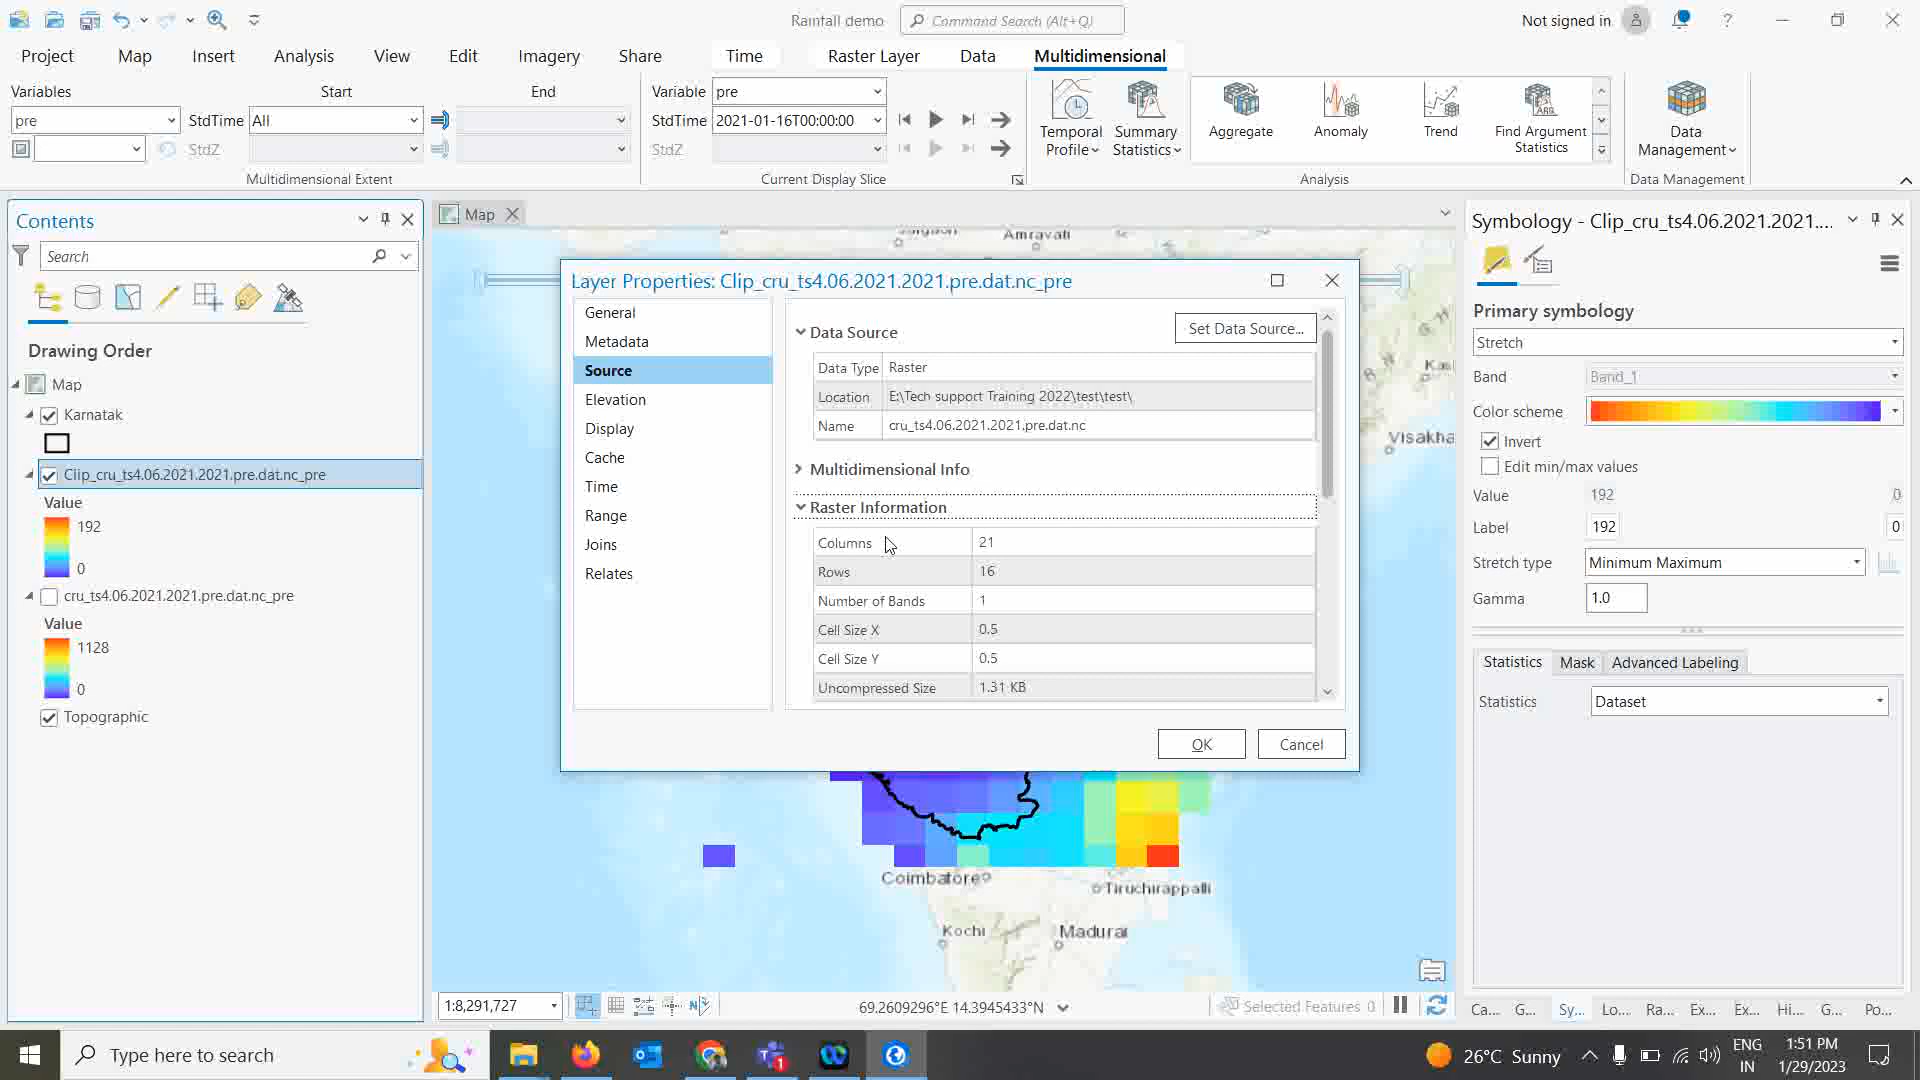 Rainfall demo
Command Search (Alt+Q)
Not signed in
Project Map Insert Analysis View Edit Imagery Share Time Raster Layer Data Multidimensional
Variables Start End
pre StdTime All
StdZ
Multidimensional Extent
Variable pre
StdTime 2021-01-16T00:00:00
StdZ
Current Display Slice
Temporal Profile
Summary Statistics
Aggregate
Anomaly
Trend
Find Argument Statistics
Analysis
Data Management
Data Management
Contents
Search
Drawing Order
Map
Karnatak
Clip_cru_ts4.06.2021.2021.pre.dat.nc_pre
Value
192
0
cru_ts4.06.2021.2021.pre.dat.nc_pre
Value
1128
0
Topographic
Map
Amravati
Visakha
Layer Properties: Clip_cru_ts4.06.2021.2021.pre.dat.nc_pre
General
Metadata
Source
Elevation
Display
Cache
Time
Range
Joins
Relates
Data Source
Set Data Source...
Data Type Raster
Location E:\Tech support Training 2022\test\test\
Name cru_ts4.06.2021.2021.pre.dat.nc
Multidimensional Info
Raster Information
Columns 21
Rows 16
Number of Bands 1
Cell Size X 0.5
Cell Size Y 0.5
Uncompressed Size 1.31 KB
OK Cancel
Coimbatore
Tiruchirappalli
Kochi
Madurai
1:8,291,727
69.2609296°E 14.3945433°N
Selected Features 0
Symbology - Clip_cru_ts4.06.2021.2021....
Primary symbology
Stretch
Band Band_1
Color scheme
Invert
Edit min/max values
Value 192 0
Label 192 0
Stretch type Minimum Maximum
Gamma 1.0
Statistics Mask Advanced Labeling
Statistics Dataset
Ca... G... Sy... Lo... Ra... Ex... Ex... Hi... G... Po...
Type here to search
26°C Sunny
ENG
IN
1:51 PM
1/29/2023